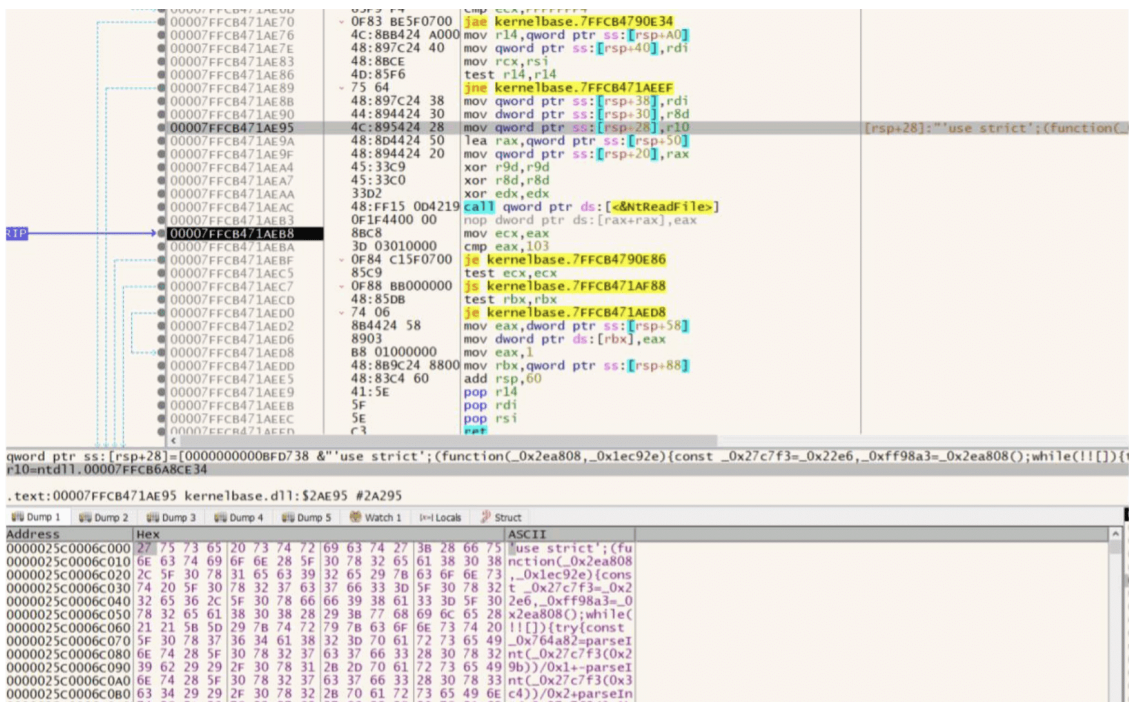 00007FFCB471AE70 0F83 BE5F0700 jae kernelbase.7FFCB4790E34
00007FFCB471AE76 4C:8BB424 A000 mov r14,qword ptr ss:[rsp+A0]
00007FFCB471AE7E 48:897C24 40 mov qword ptr ss:[rsp+40],rdi
00007FFCB471AE83 48:8BCE mov rcx,rsi
00007FFCB471AE86 4D:85F6 test r14,r14
00007FFCB471AE89 75 64 jne kernelbase.7FFCB471AEEF
00007FFCB471AE8B 48:897C24 38 mov qword ptr ss:[rsp+38],rdi
00007FFCB471AE90 44:894424 30 mov dword ptr ss:[rsp+30],r8d
00007FFCB471AE95 4C:895424 28 mov qword ptr ss:[rsp+28],r10 [rsp+28]:"'use strict';(function(_
00007FFCB471AE9A 48:8D4424 50 lea rax,qword ptr ss:[rsp+50]
00007FFCB471AE9F 48:894424 20 mov qword ptr ss:[rsp+20],rax
00007FFCB471AEA4 45:33C9 xor r9d,r9d
00007FFCB471AEA7 45:33C0 xor r8d,r8d
00007FFCB471AEAA 33D2 xor edx,edx
00007FFCB471AEAC 48:FF15 0D4219 call qword ptr ds:[<&NtReadFile>]
00007FFCB471AEB3 0F1F4400 00 nop dword ptr ds:[rax+rax],eax
RIP 00007FFCB471AEB8 8BC8 mov ecx,eax
00007FFCB471AEBA 3D 03010000 cmp eax,103
00007FFCB471AEBF 0F84 C15F0700 je kernelbase.7FFCB4790E86
00007FFCB471AEC5 85C9 test ecx,ecx
00007FFCB471AEC7 0F88 BB000000 js kernelbase.7FFCB471AF88
00007FFCB471AECD 48:85DB test rbx,rbx
00007FFCB471AED0 74 06 je kernelbase.7FFCB471AED8
00007FFCB471AED2 8B4424 58 mov eax,dword ptr ss:[rsp+58]
00007FFCB471AED6 8903 mov dword ptr ds:[rbx],eax
00007FFCB471AED8 B8 01000000 mov eax,1
00007FFCB471AEDD 48:8B9C24 8800 mov rbx,qword ptr ss:[rsp+88]
00007FFCB471AEE5 48:83C4 60 add rsp,60
00007FFCB471AEE9 41:5E pop r14
00007FFCB471AEEB 5F pop rdi
00007FFCB471AEEC 5E pop rsi
00007FFCB471AEED C3 ret
qword ptr ss:[rsp+28]=[0000000000BFD738 &"'use strict';(function(_0x2ea808,_0x1ec92e){const _0x27c7f3=_0x22e6,_0xff98a3=_0x2ea808();while(!![]){t
r10=ntdll.00007FFCB6A8CE34
.text:00007FFCB471AE95 kernelbase.dll:$2AE95 #2A295
Dump 1 Dump 2 Dump 3 Dump 4 Dump 5 Watch 1 [x=] Locals Struct
Address Hex ASCII
0000025C0006C000 27 75 73 65 20 73 74 72 69 63 74 27 3B 28 66 75 'use strict';(fu
0000025C0006C010 6E 63 74 69 6F 6E 28 5F 30 78 32 65 61 38 30 38 nction(_0x2ea808
0000025C0006C020 2C 5F 30 78 31 65 63 39 32 65 29 7B 63 6F 6E 73 ,_0x1ec92e){cons
0000025C0006C030 74 20 5F 30 78 32 37 63 37 66 33 3D 5F 30 78 32 t _0x27c7f3=_0x2
0000025C0006C040 32 65 36 2C 5F 30 78 66 66 39 38 61 33 3D 5F 30 2e6,_0xff98a3=_0
0000025C0006C050 78 32 65 61 38 30 38 28 29 3B 77 68 69 6C 65 28 x2ea808();while(
0000025C0006C060 21 21 5B 5D 29 7B 74 72 79 7B 63 6F 6E 73 74 20 !![]){try{const 
0000025C0006C070 5F 30 78 37 36 34 61 38 32 3D 70 61 72 73 65 49 _0x764a82=parseI
0000025C0006C080 6E 74 28 5F 30 78 32 37 63 37 66 33 28 30 78 32 nt(_0x27c7f3(0x2
0000025C0006C090 39 62 29 29 2F 30 78 31 2B 2D 70 61 72 73 65 49 9b))/0x1+-parseI
0000025C0006C0A0 6E 74 28 5F 30 78 32 37 63 37 66 33 28 30 78 33 nt(_0x27c7f3(0x3
0000025C0006C0B0 63 34 29 29 2F 30 78 32 2B 70 61 72 73 65 49 6E c4))/0x2+parseIn